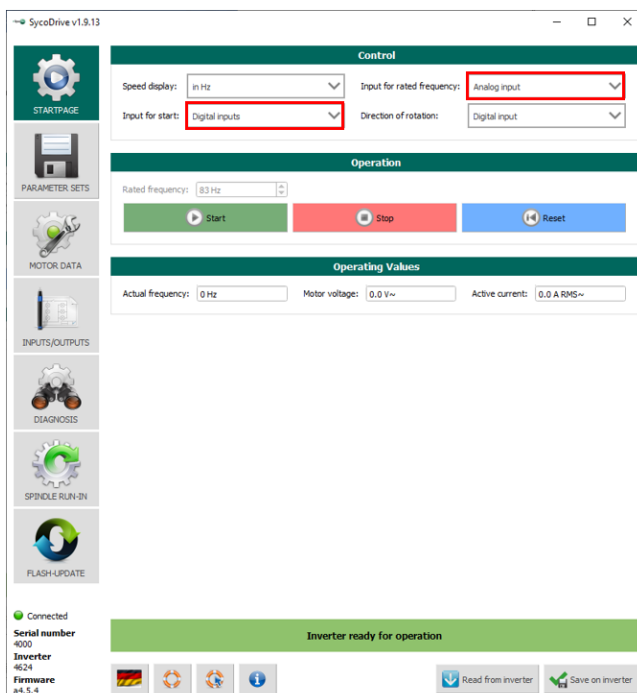 SycoDrive v1.9.13
STARTPAGE
PARAMETER SETS
MOTOR DATA
INPUTS/OUTPUTS
DIAGNOSIS
SPINDLE RUN-IN
FLASH-UPDATE
Connected
Serial number
4000
Inverter
4624
Firmware
a4.5.4
Control
Speed display: in Hz Input for rated frequency: Analog input
Input for start: Digital inputs Direction of rotation: Digital input
Operation
Rated frequency: 83 Hz
Start Stop Reset
Operating Values
Actual frequency: 0 Hz Motor voltage: 0.0 V~ Active current: 0.0 A RMS~
Inverter ready for operation
Read from inverter Save on inverter